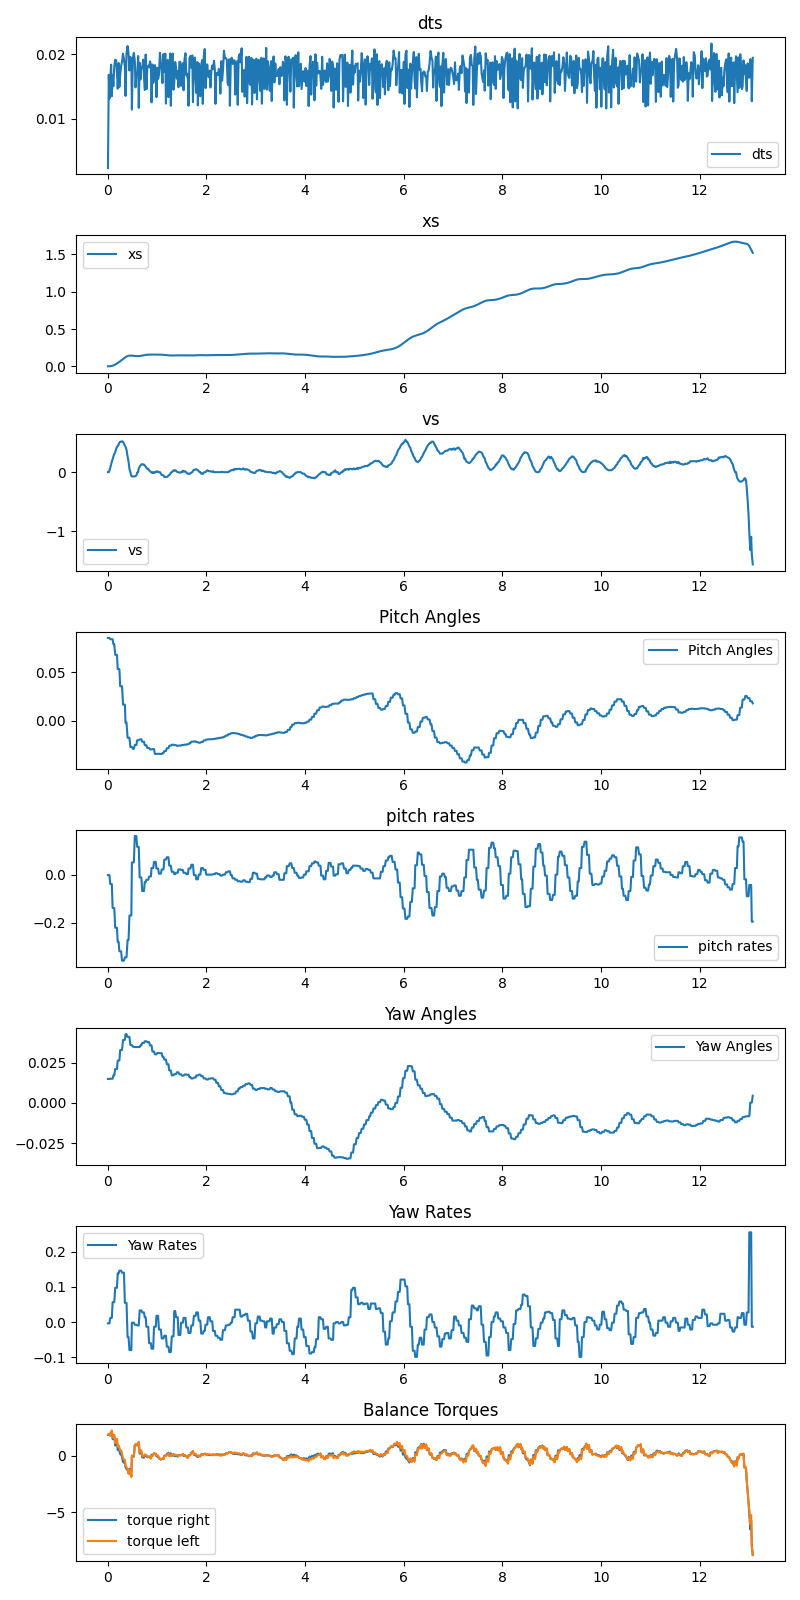 dts
0.02
0.01
dts
0 2 4 6 8 10 12
xs
xs
1.5
1.0
0.5
0.0
0 2 4 6 8 10 12
vs
0
−1
vs
0 2 4 6 8 10 12
Pitch Angles
Pitch Angles
0.05
0.00
0 2 4 6 8 10 12
pitch rates
0.0
−0.2
pitch rates
0 2 4 6 8 10 12
Yaw Angles
Yaw Angles
0.025
0.000
−0.025
0 2 4 6 8 10 12
Yaw Rates
Yaw Rates
0.2
0.1
0.0
−0.1
0 2 4 6 8 10 12
Balance Torques
0
−5
torque right
torque left
0 2 4 6 8 10 12